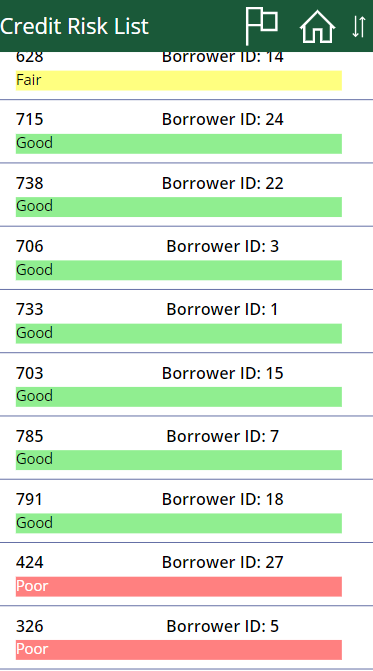 Credit Risk List
628 Borrower ID: 14
Fair
715 Borrower ID: 24
Good
738 Borrower ID: 22
Good
706 Borrower ID: 3
Good
733 Borrower ID: 1
Good
703 Borrower ID: 15
Good
785 Borrower ID: 7
Good
791 Borrower ID: 18
Good
424 Borrower ID: 27
Poor
326 Borrower ID: 5
Poor